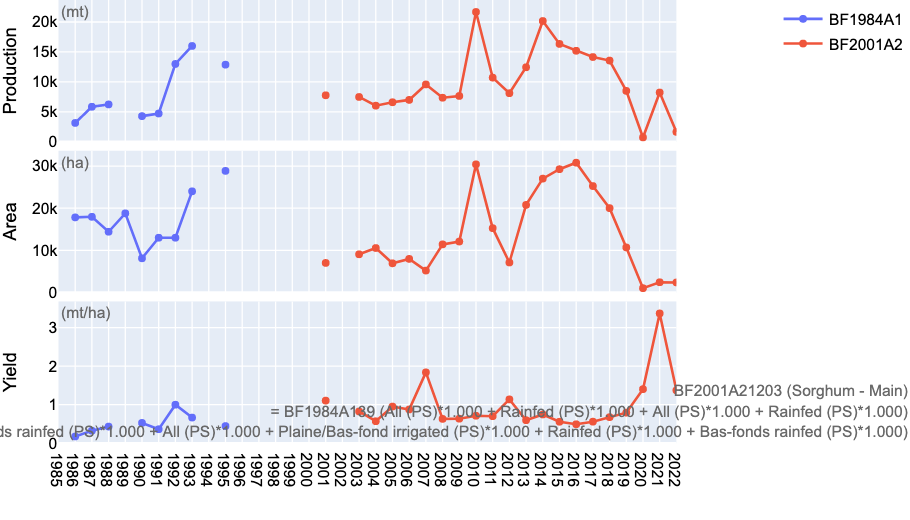 (mt)
BF1984A1
BF2001A2
Production
20k
15k
10k
5k
0
(ha)
Area
30k
20k
10k
0
(mt/ha)
Yield
3
2
1
0
BF2001A21203 (Sorghum - Main)
= BF1984A139 (All (PS)*1.000 + Rainfed (PS)*1.000 + All (PS)*1.000 + Rainfed (PS)*1.000)
ds rainfed (PS)*1.000 + All (PS)*1.000 + Plaine/Bas-fond irrigated (PS)*1.000 + Rainfed (PS)*1.000 + Bas-fonds rainfed (PS)*1.000)
1985 1986 1987 1988 1989 1990 1991 1992 1993 1994 1995 1996 1997 1998 1999 2000 2001 2002 2003 2004 2005 2006 2007 2008 2009 2010 2011 2012 2013 2014 2015 2016 2017 2018 2019 2020 2021 2022